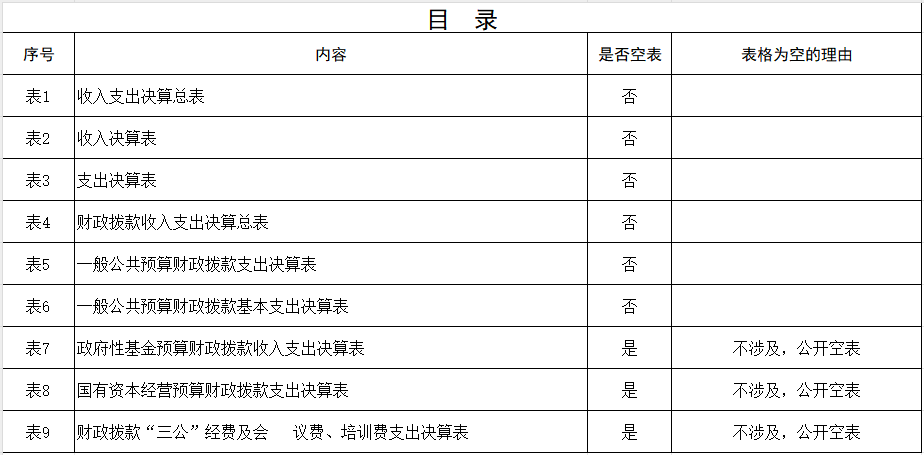 目 录
序号 内容 是否空表 表格为空的理由
表1 收入支出决算总表 否
表2 收入决算表 否
表3 支出决算表 否
表4 财政拨款收入支出决算总表 否
表5 一般公共预算财政拨款支出决算表 否
表6 一般公共预算财政拨款基本支出决算表 否
表7 政府性基金预算财政拨款收入支出决算表 是 不涉及，公开空表
表8 国有资本经营预算财政拨款支出决算表 是 不涉及，公开空表
表9 财政拨款“三公”经费及会 议费、培训费支出决算表 是 不涉及，公开空表